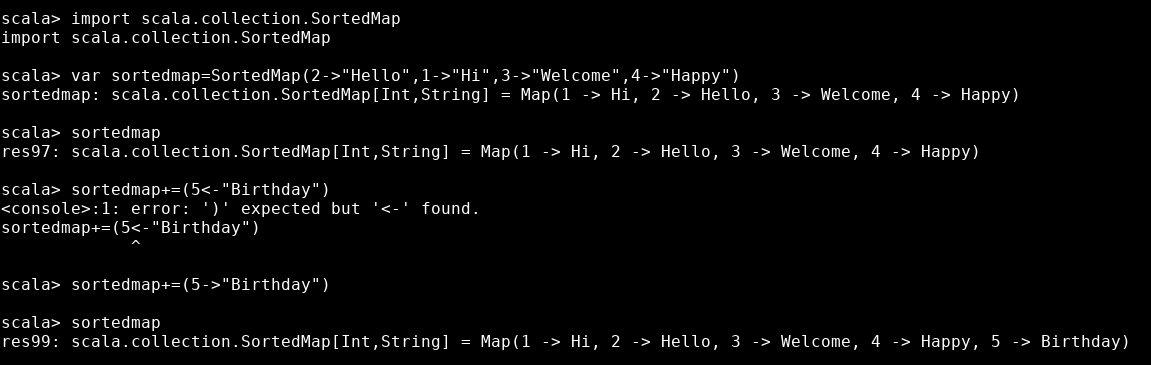 scala> import scala.collection.SortedMap
import scala.collection.SortedMap
scala> var sortedmap=SortedMap(2->"Hello",1->"Hi",3->"Welcome",4->"Happy")
sortedmap: scala.collection.SortedMap[Int,String] = Map(1 -> Hi, 2 -> Hello, 3 -> Welcome, 4 -> Happy)
scala> sortedmap
res97: scala.collection.SortedMap[Int,String] = Map(1 -> Hi, 2 -> Hello, 3 -> Welcome, 4 -> Happy)
scala> sortedmap+=(5<-"Birthday")
<console>:1: error: ')' expected but '<-' found.
sortedmap+=(5<-"Birthday")
             ^
scala> sortedmap+=(5->"Birthday")
scala> sortedmap
res99: scala.collection.SortedMap[Int,String] = Map(1 -> Hi, 2 -> Hello, 3 -> Welcome, 4 -> Happy, 5 -> Birthday)